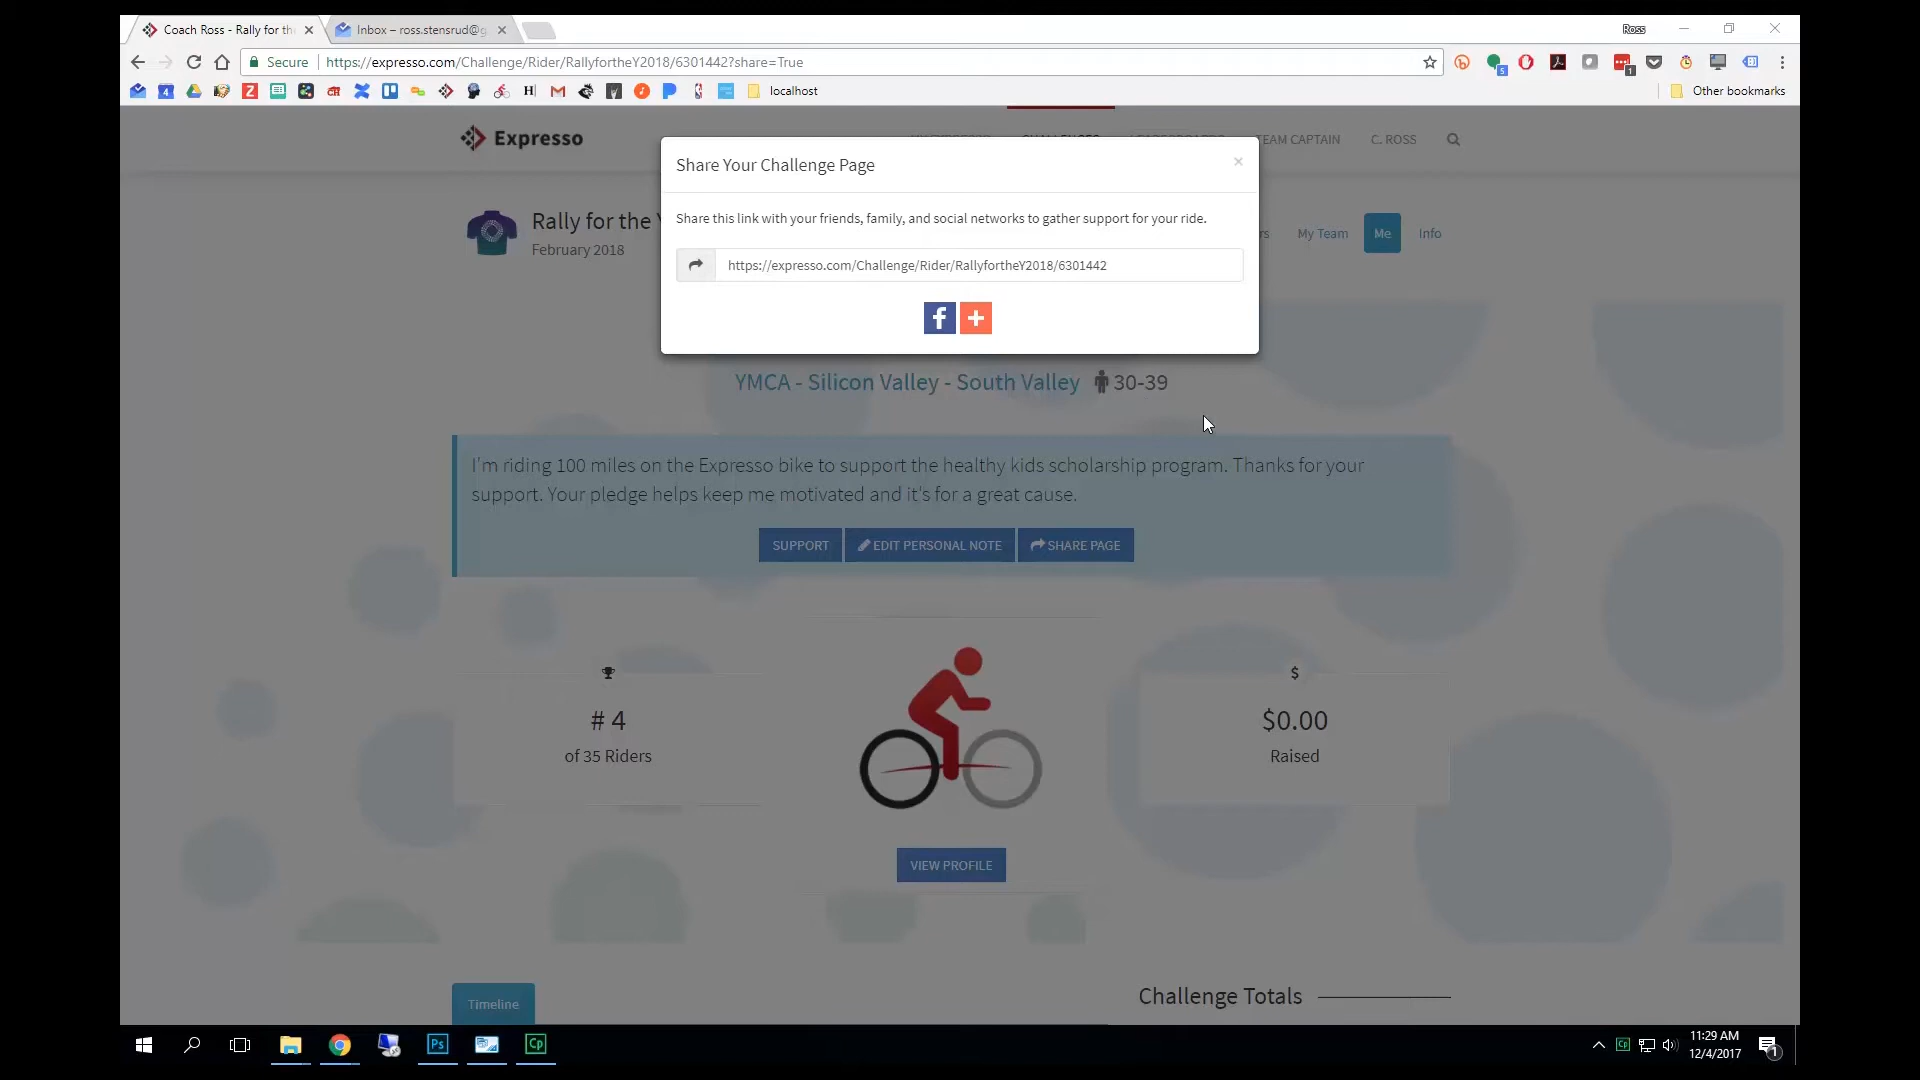 Coach Ross - Rally for the
Inbox – ross.stensrud@g
Ross
Secure
https://expresso.com/Challenge/Rider/RallyfortheY2018/6301442?share=True
localhost
Other bookmarks
Expresso
TEAM CAPTAIN
C. ROSS
Share Your Challenge Page
Share this link with your friends, family, and social networks to gather support for your ride.
https://expresso.com/Challenge/Rider/RallyfortheY2018/6301442
Rally for the Y
February 2018
My Team
Me
Info
YMCA - Silicon Valley - South Valley 30-39
I'm riding 100 miles on the Expresso bike to support the healthy kids scholarship program. Thanks for your
support. Your pledge helps keep me motivated and it's for a great cause.
SUPPORT
EDIT PERSONAL NOTE
SHARE PAGE
# 4
of 35 Riders
$
$0.00
Raised
VIEW PROFILE
Timeline
Challenge Totals
Ps
Cp
11:29 AM
12/4/2017